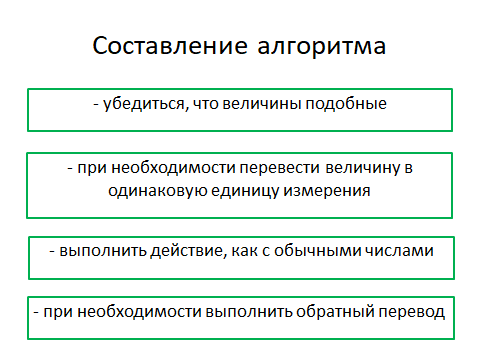 Составление алгоритма
- убедиться, что величины подобные
- при необходимости перевести величину в
одинаковую единицу измерения
- выполнить действие, как с обычными числами
- при необходимости выполнить обратный перевод